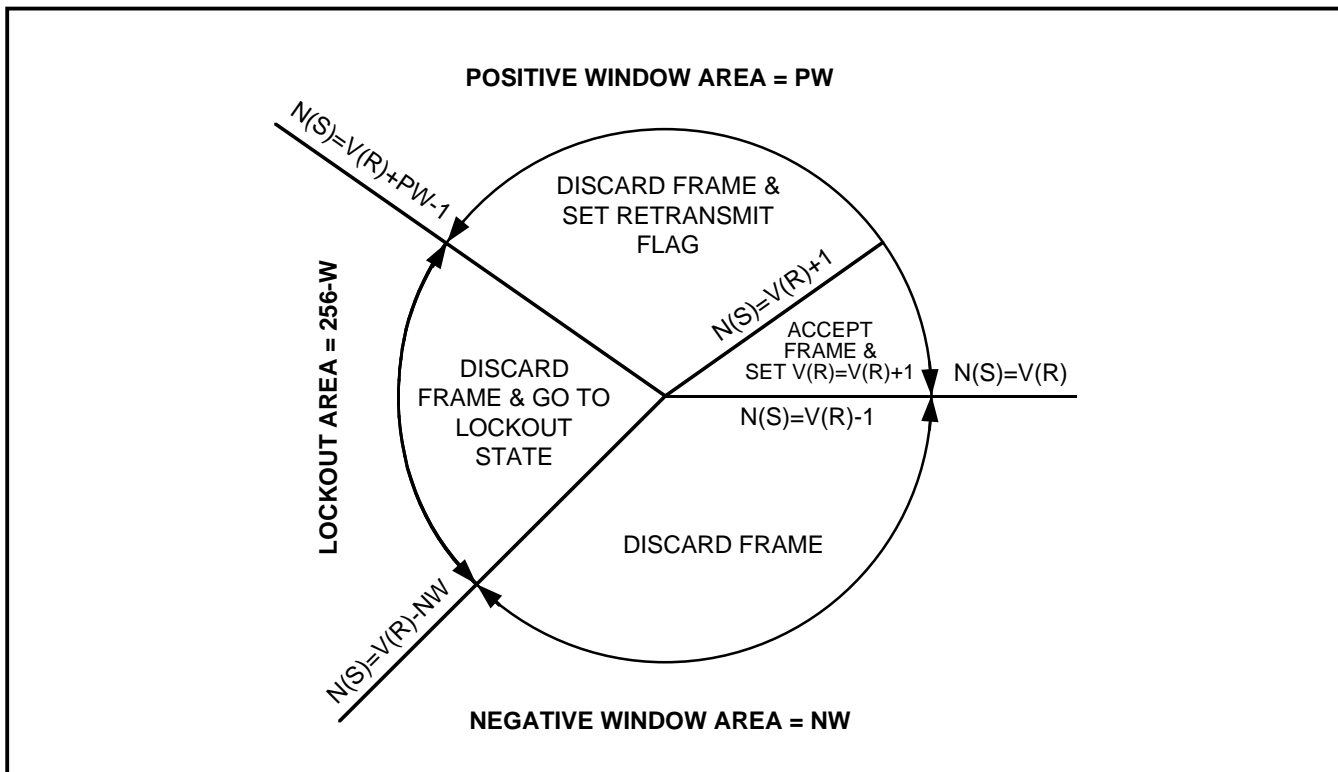 POSITIVE WINDOW AREA = PW
N(S)=V(R)+PW-1
DISCARD FRAME &
SET RETRANSMIT
FLAG
N(S)=V(R)+1
ACCEPT
FRAME &
SET V(R)=V(R)+1
N(S)=V(R)
N(S)=V(R)-1
LOCKOUT AREA = 256-W
DISCARD
FRAME & GO TO
LOCKOUT
STATE
DISCARD FRAME
N(S)=V(R)-NW
NEGATIVE WINDOW AREA = NW